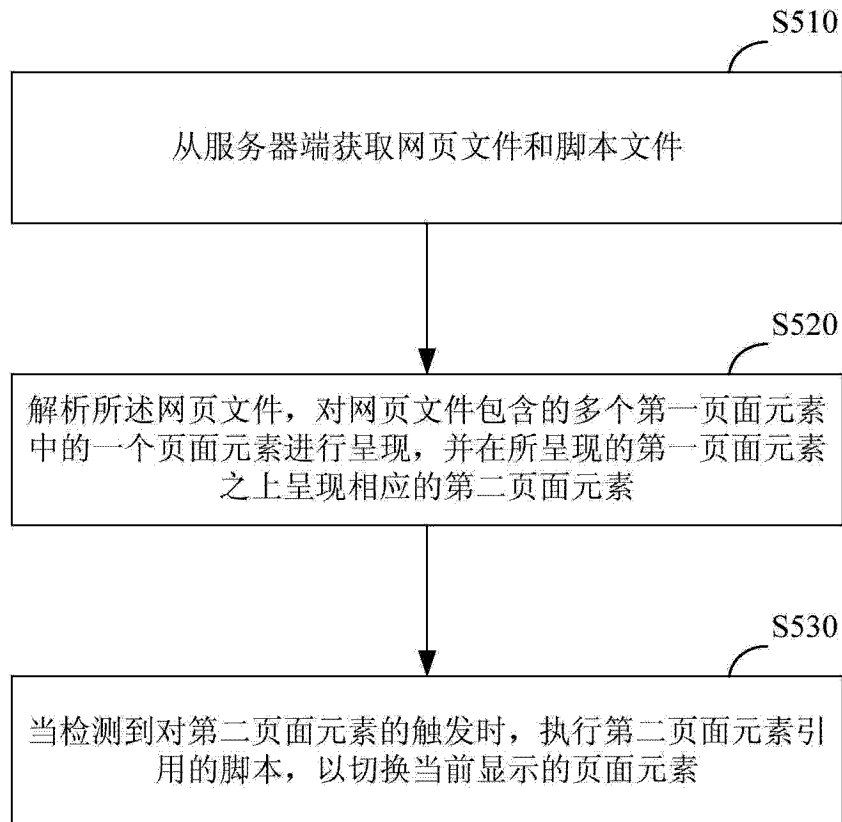 S510
从服务器端获取网页文件和脚本文件
S520
解析所述网页文件，对网页文件包含的多个第一页面元素
中的一个页面元素进行呈现，并在所呈现的第一页面元素
之上呈现相应的第二页面元素
S530
当检测到对第二页面元素的触发时，执行第二页面元素引
用的脚本，以切换当前显示的页面元素